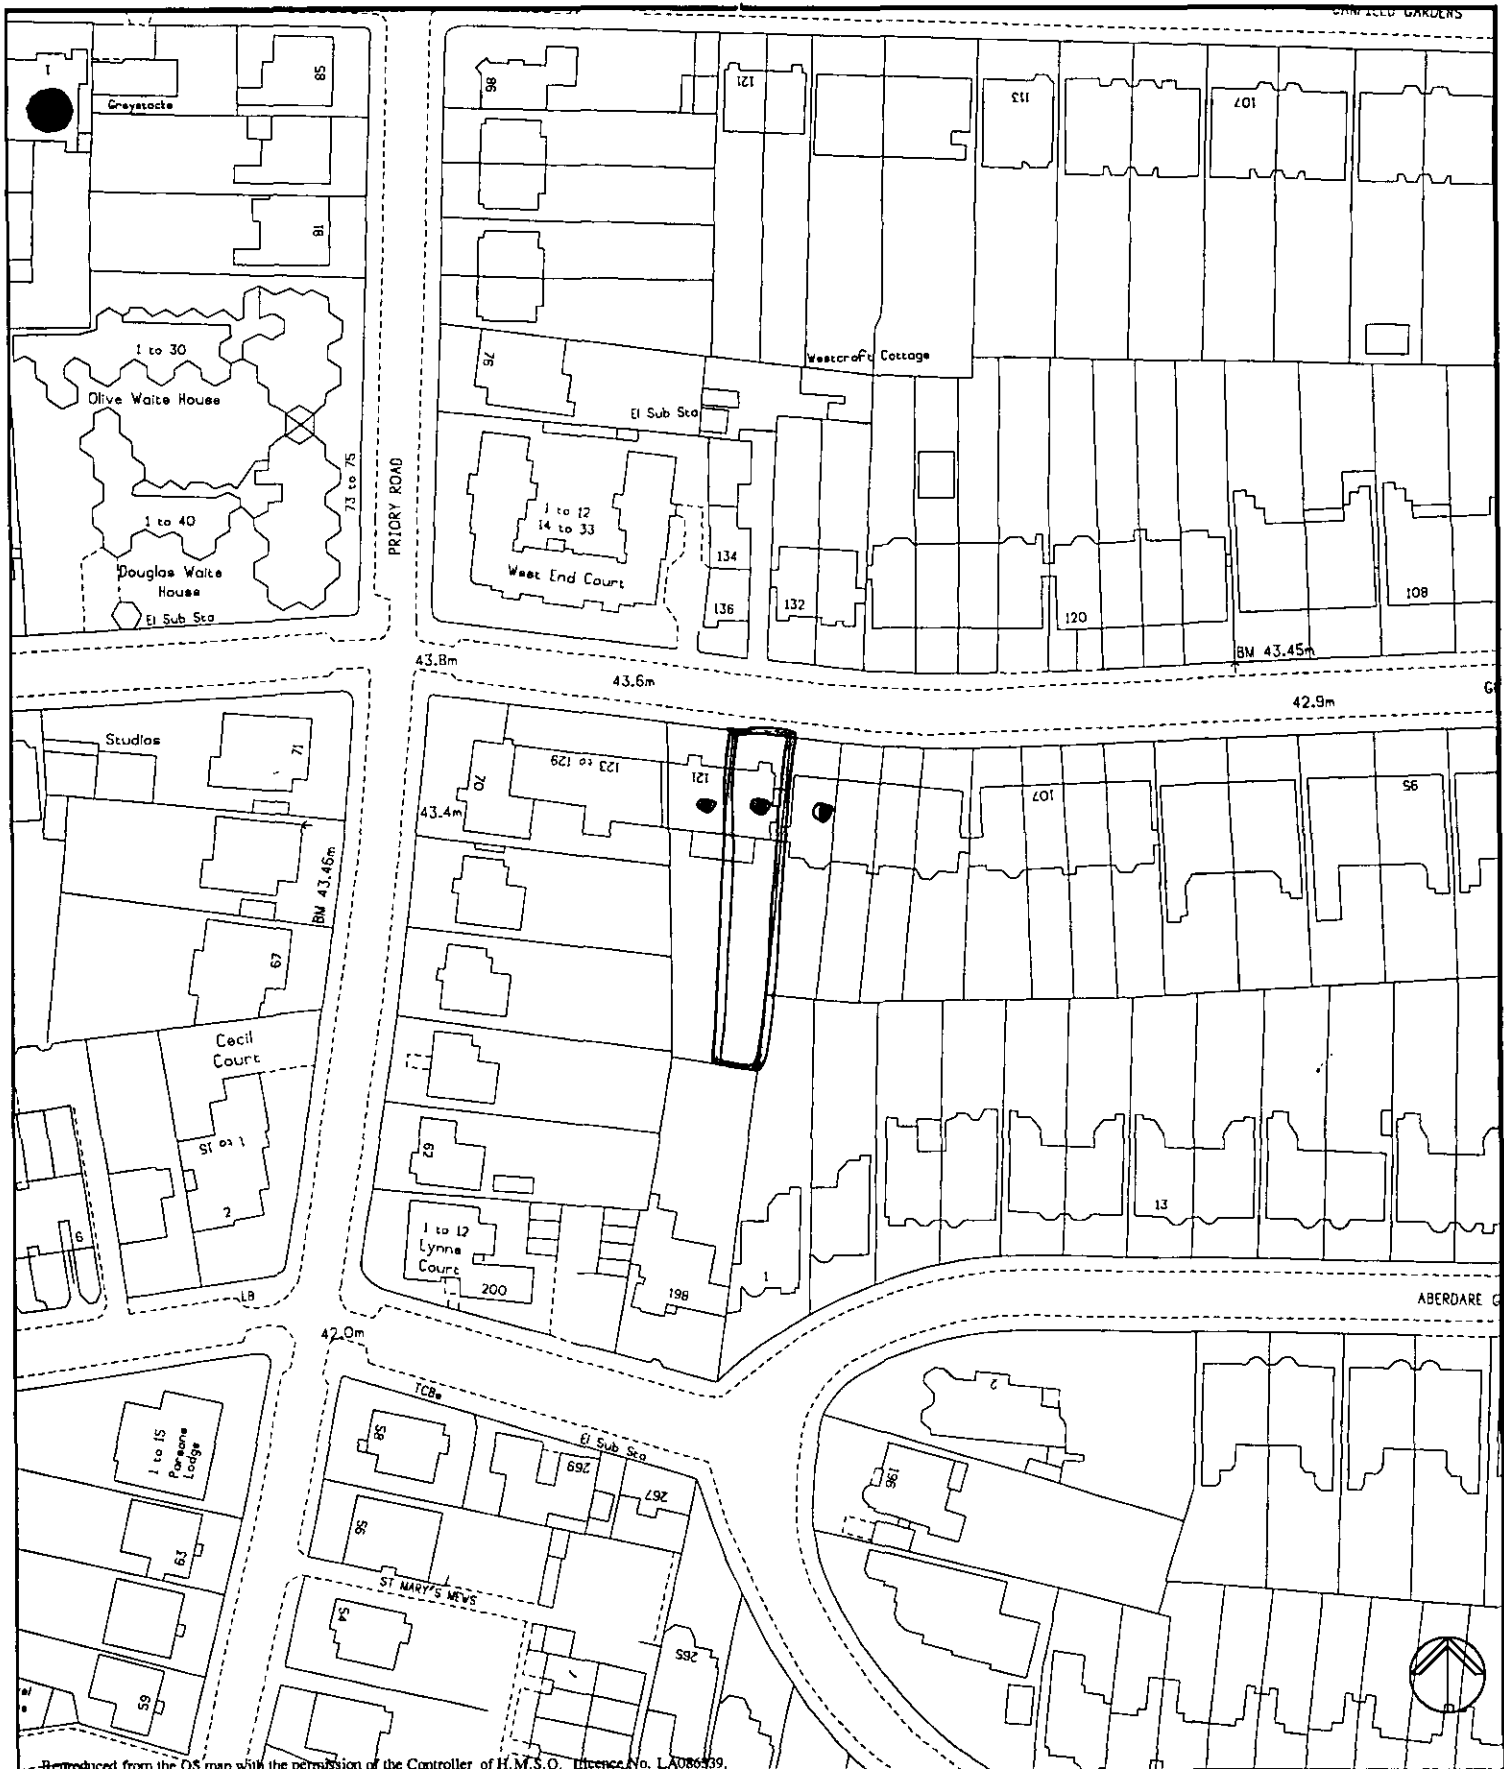 CANFIELD GARDENS
1
Greystocte
85
86
121
113
107
81
1 to 30
Olive Waite House
76
Westcroft Cottage
El Sub Sta
73 to 75
PRIORY ROAD
1 to 40
Douglas Waite
House
El Sub Sta
1 to 12
14 to 33
West End Court
134
136
132
120
108
BM 43.45m
43.8m
43.6m
42.9m
Studios
71
70
123 to 129
121
107
95
43.4m
BM 43.46m
67
Cecil
Court
1 to 15
2
6
62
1 to 12
Lynne
Court
200
198
1
13
LB
42.0m
ABERDARE G
TCBs
El Sub Sta
2
1 to 15
Parsons
Lodge
58
269
267
196
56
63
ST MARY'S MEWS
54
265
59
Reproduced from the OS map with the permission of the Controller of H.M.S.O. Licence No. LA086339.